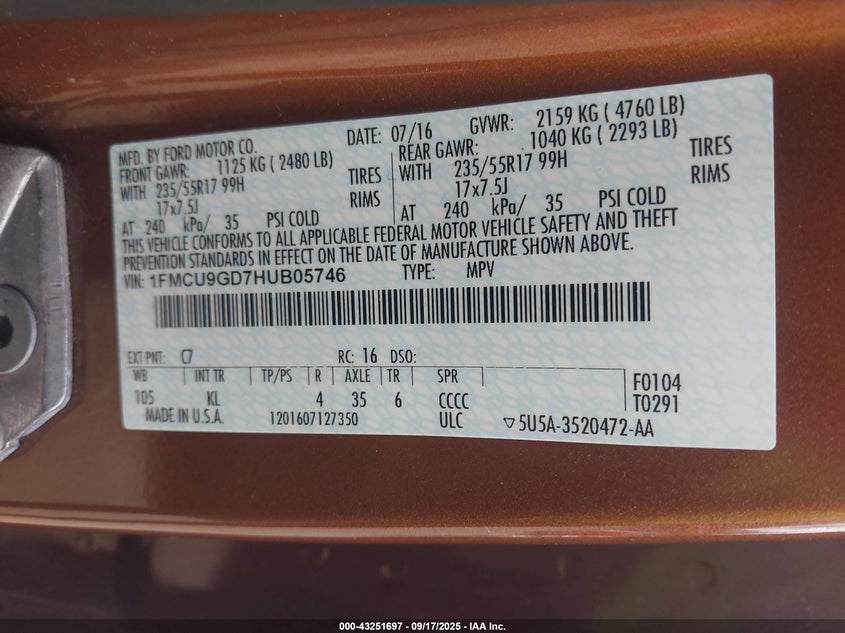 MFD. BY FORD MOTOR CO. DATE: 07/16 GVWR: 2159 KG ( 4760 LB)
FRONT GAWR: 1125 KG ( 2480 LB) REAR GAWR: 1040 KG ( 2293 LB)
WITH 235/55R17 99H TIRES WITH 235/55R17 99H TIRES
17x7.5J RIMS 17x7.5J RIMS
AT 240 kPa/ 35 PSI COLD AT 240 kPa/ 35 PSI COLD
THIS VEHICLE CONFORMS TO ALL APPLICABLE FEDERAL MOTOR VEHICLE SAFETY AND THEFT
PREVENTION STANDARDS IN EFFECT ON THE DATE OF MANUFACTURE SHOWN ABOVE.
VIN: 1FMCU9GD7HUB05746 TYPE: MPV
EXT PNT: C7 RC: 16 DSO:
WB INT TR TP/PS R AXLE TR SPR F0104
105 KL 4 35 6 CCCC T0291
MADE IN U.S.A. 1201607127350 ULC ▽5U5A-3520472-AA
000-43251697 - 09/17/2025 - IAA Inc.